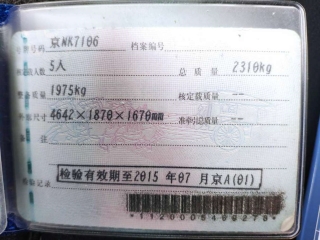 号牌号码 京NK7106 档案编号
核定载人数 5人 总质量 2310kg
整备质量 1975kg 核定载质量 --
外廓尺寸 4642×1870×1670mm 准牵引总质量 --
备注
检验有效期至2015年07月京A(01)
检验记录